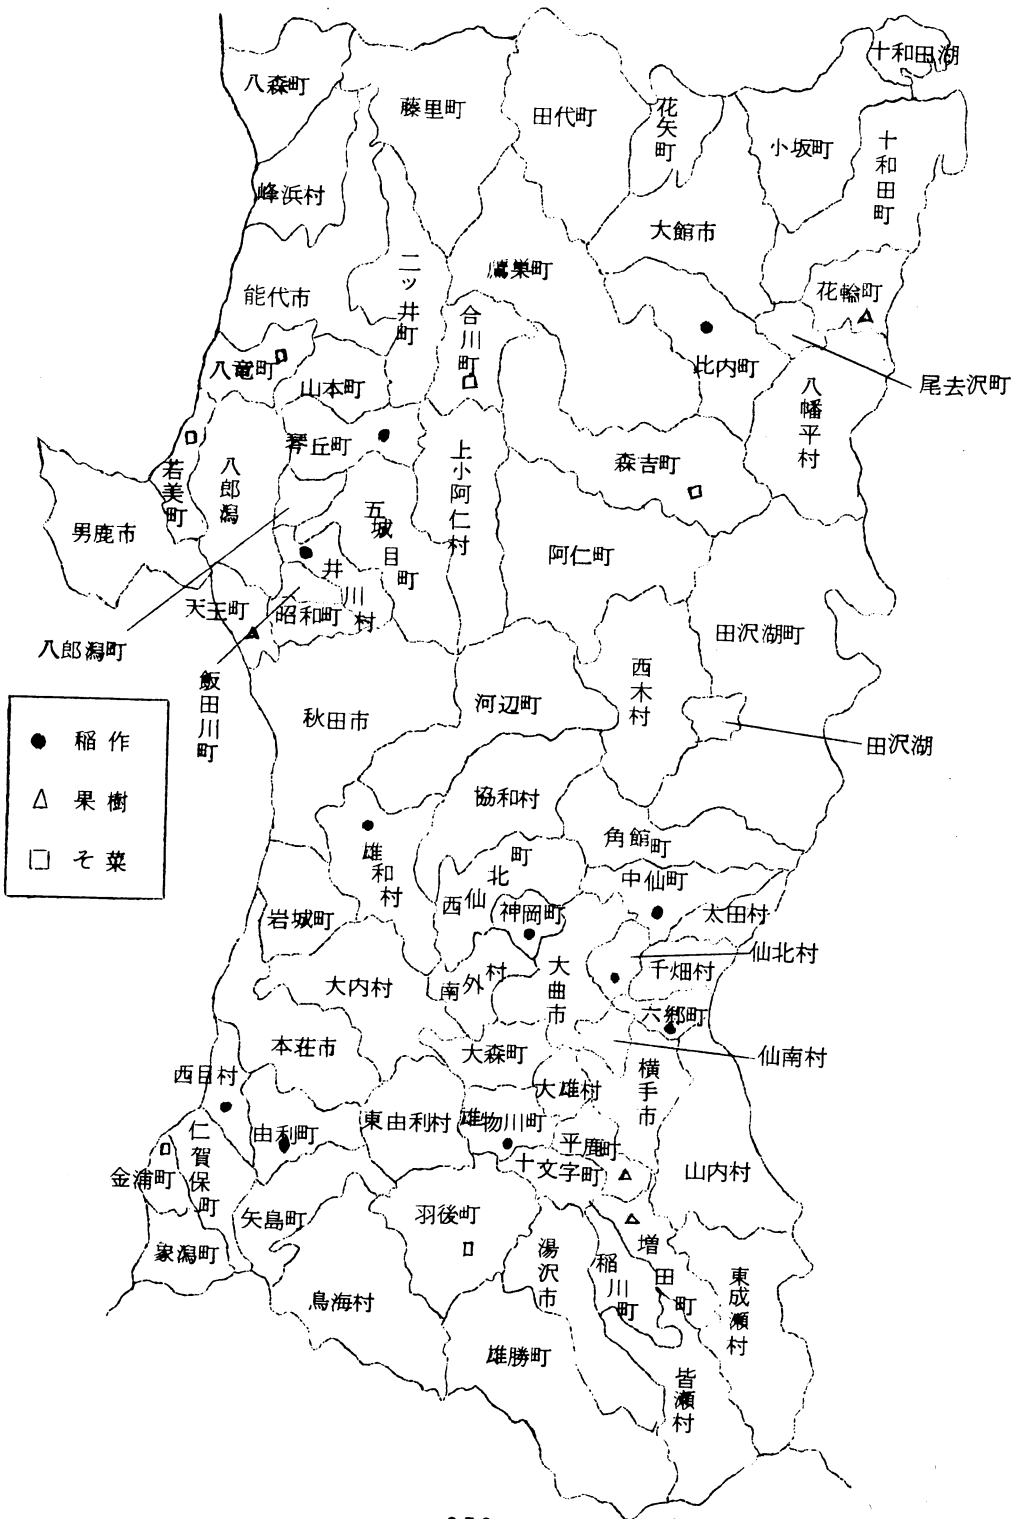 十和田湖
八森町
藤里町
田代町
花矢町
小坂町
十和田町
峰浜村
大館市
鷹巣町
二ッ井町
能代市
花輪町
合川町
比内町
尾去沢町
八竜町
山本町
八幡平村
琴丘町
上小阿仁村
森吉町
若美町
八郎潟
男鹿市
五城目町
阿仁町
井川村
天王町
昭和町
田沢湖町
八郎潟町
西木村
飯田川町
秋田市
河辺町
田沢湖
稲作
果樹
そ菜
協和村
角館町
雄和村
西仙北町
中仙町
神岡町
太田村
岩城町
仙北村
千畑村
大内村
南外村
大曲市
六郷町
本荘市
大森町
仙南村
西目村
大雄村
横手市
由利町
東由利村
雄物川町
平鹿町
仁賀保町
十文字町
山内村
金浦町
矢島町
羽後町
増田町
象潟町
湯沢市
稲川町
東成瀬村
鳥海村
雄勝町
皆瀬村